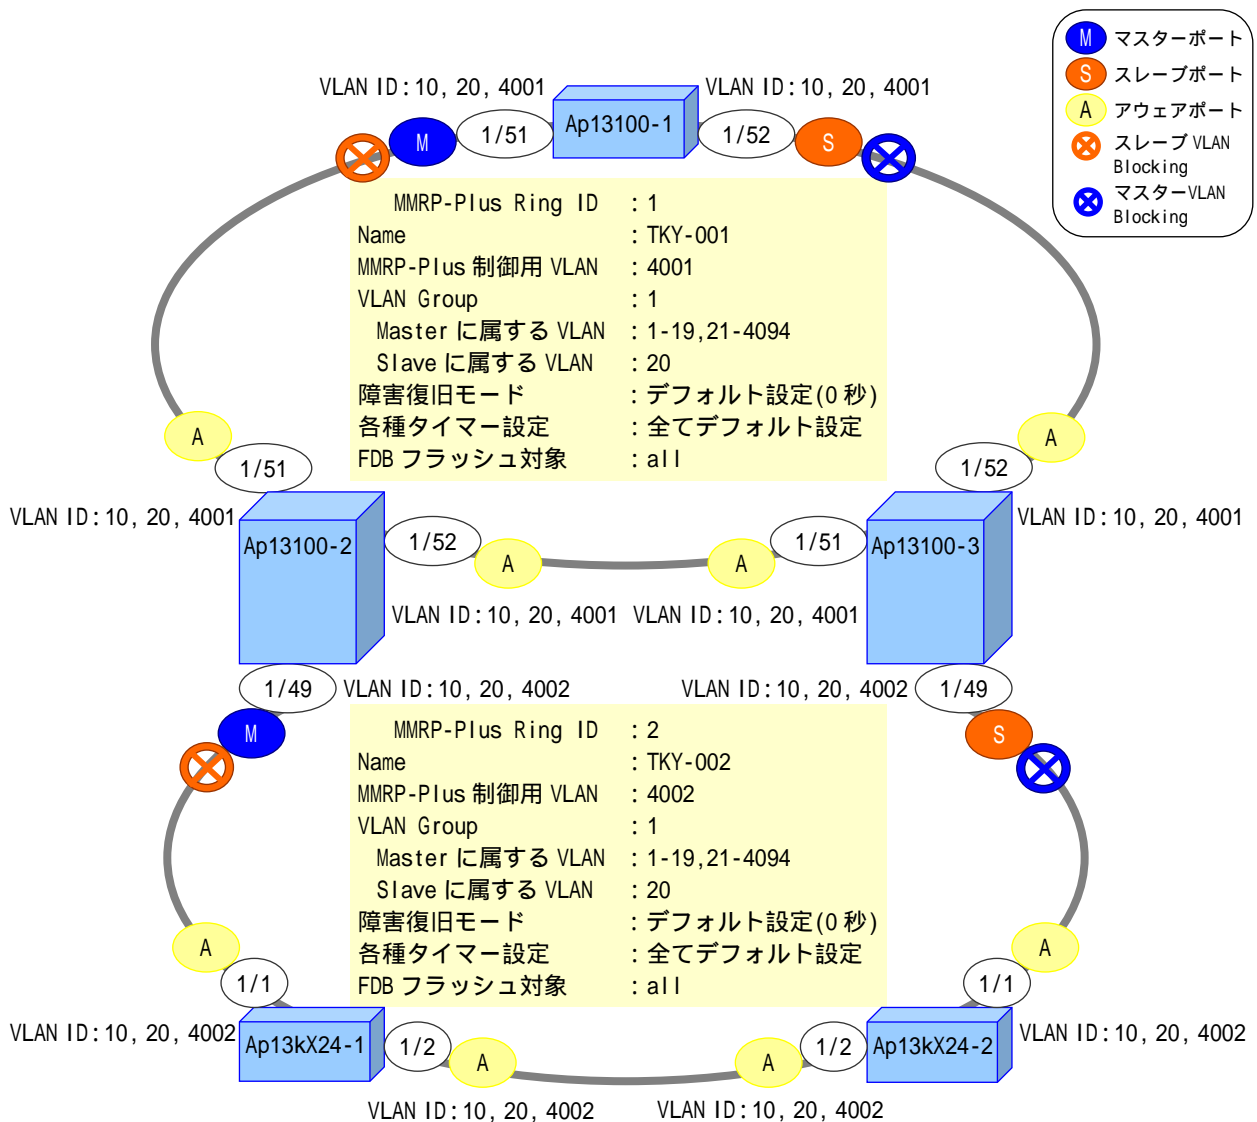 M マスターポート
S スレーブポート
A アウェアポート
スレーブ VLAN
Blocking
マスターVLAN
Blocking
VLAN ID:10, 20, 4001
VLAN ID:10, 20, 4001
M
1/51
Ap13100-1
1/52
S
MMRP-Plus Ring ID :1
Name :TKY-001
MMRP-Plus 制御用 VLAN :4001
VLAN Group :1
Master に属する VLAN :1-19,21-4094
Slave に属する VLAN :20
障害復旧モード :デフォルト設定(0 秒)
各種タイマー設定 :全てデフォルト設定
FDB フラッシュ対象 :all
A
1/51
A
1/52
VLAN ID:10, 20, 4001
VLAN ID:10, 20, 4001
Ap13100-2
1/52
A
A
1/51
Ap13100-3
VLAN ID:10, 20, 4001
VLAN ID:10, 20, 4001
1/49
VLAN ID:10, 20, 4002
VLAN ID:10, 20, 4002
1/49
M
S
MMRP-Plus Ring ID :2
Name :TKY-002
MMRP-Plus 制御用 VLAN :4002
VLAN Group :1
Master に属する VLAN :1-19,21-4094
Slave に属する VLAN :20
障害復旧モード :デフォルト設定(0 秒)
各種タイマー設定 :全てデフォルト設定
FDB フラッシュ対象 :all
A
1/1
A
1/1
VLAN ID:10, 20, 4002
VLAN ID:10, 20, 4002
Ap13kX24-1
1/2
A
A
1/2
Ap13kX24-2
VLAN ID:10, 20, 4002
VLAN ID:10, 20, 4002